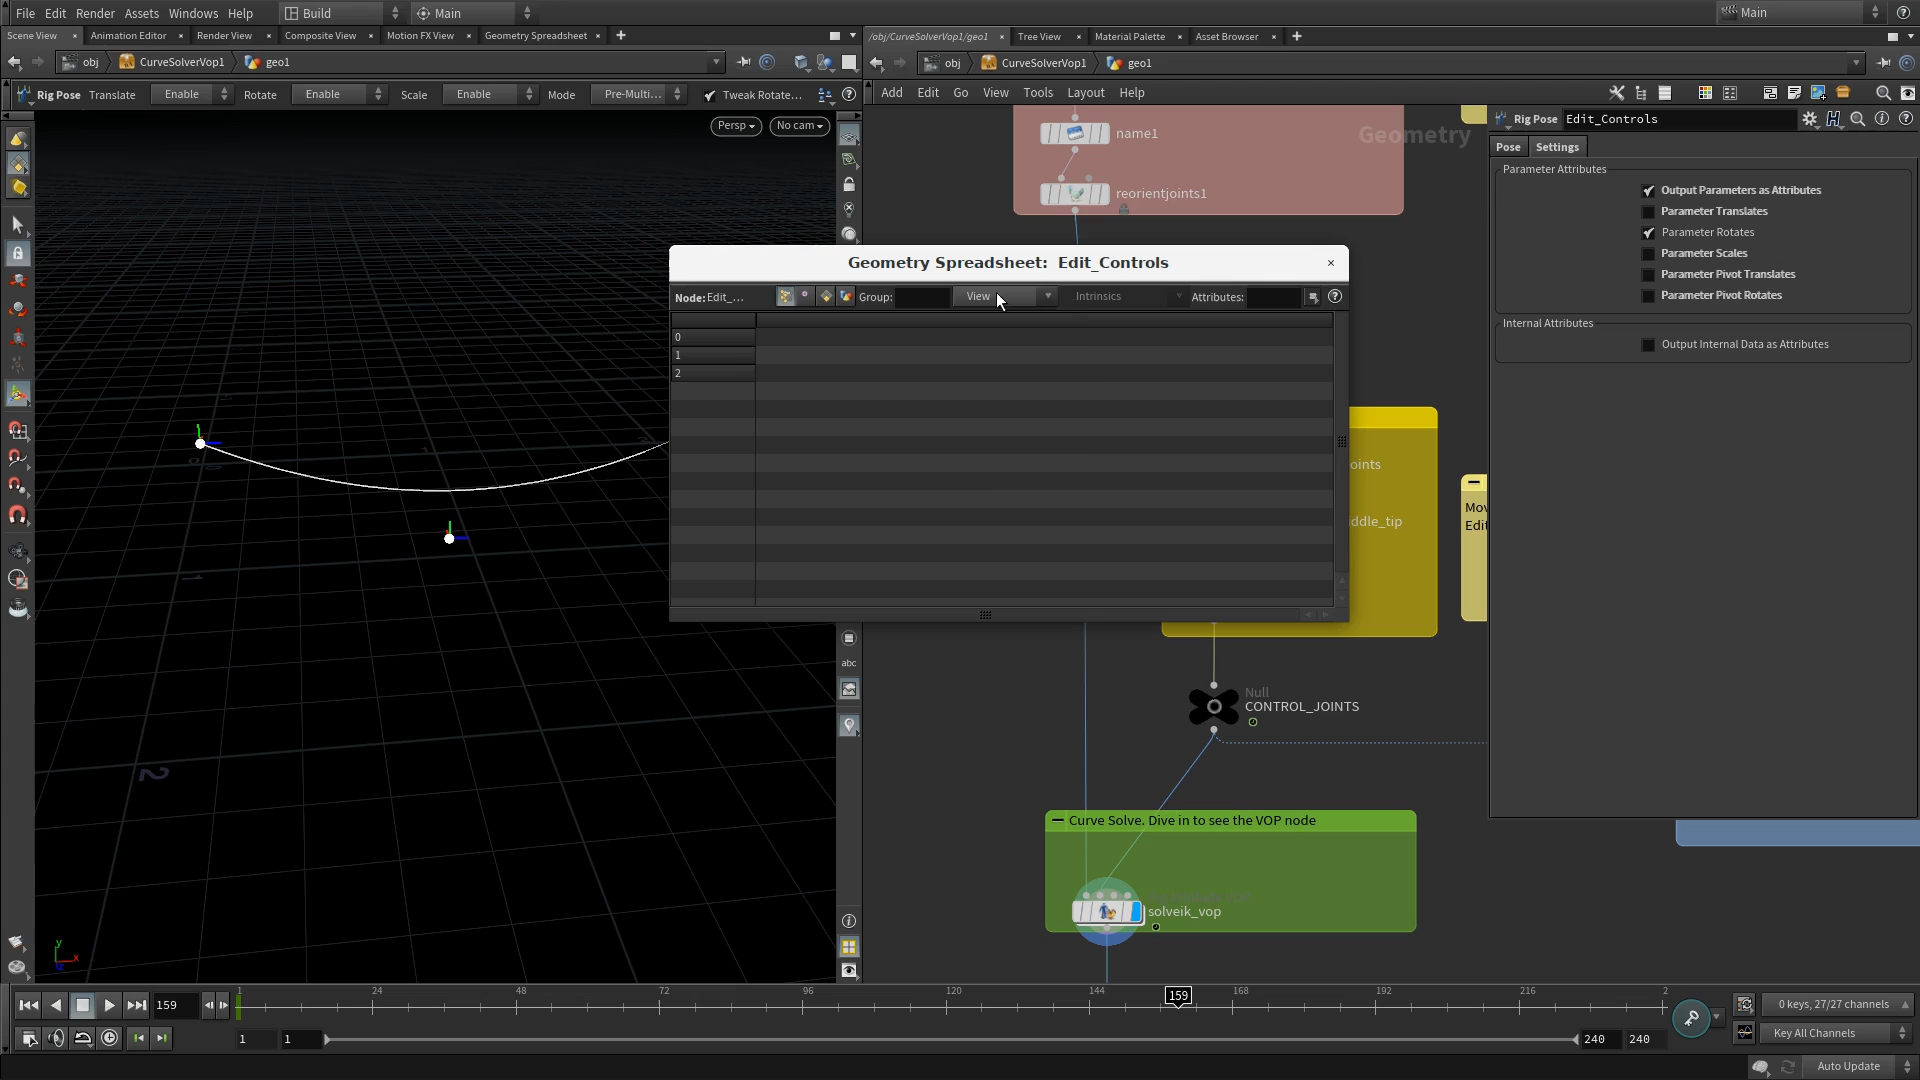 File Edit Render Assets Windows Help Build Main Main
Scene View Animation Editor Render View Composite View Motion FX View Geometry Spreadsheet
/obj/CurveSolverVop1/geo1 Tree View Material Palette Asset Browser
obj CurveSolverVop1 geo1
obj CurveSolverVop1 geo1
Rig Pose Translate Enable Rotate Enable Scale Enable Mode Pre-Multi... Tweak Rotate...
Add Edit Go View Tools Layout Help
Persp No cam
name1
Geometry
reorientjoints1
Rig Pose Edit_Controls
Pose Settings
Parameter Attributes
Output Parameters as Attributes
Parameter Translates
Parameter Rotates
Parameter Scales
Parameter Pivot Translates
Parameter Pivot Rotates
Internal Attributes
Output Internal Data as Attributes
Geometry Spreadsheet: Edit_Controls
Node: Edit_... Group: View Intrinsics Attributes:
0
1
2
oints
ddle_tip
Mov
Edit
Null
CONTROL_JOINTS
Curve Solve. Dive in to see the VOP node
solveik_vop
abc
2
y
x
159
1 24 48 72 96 120 144 159 168 192 216 2
0 keys, 27/27 channels
1 1 240 240
Key All Channels
Auto Update